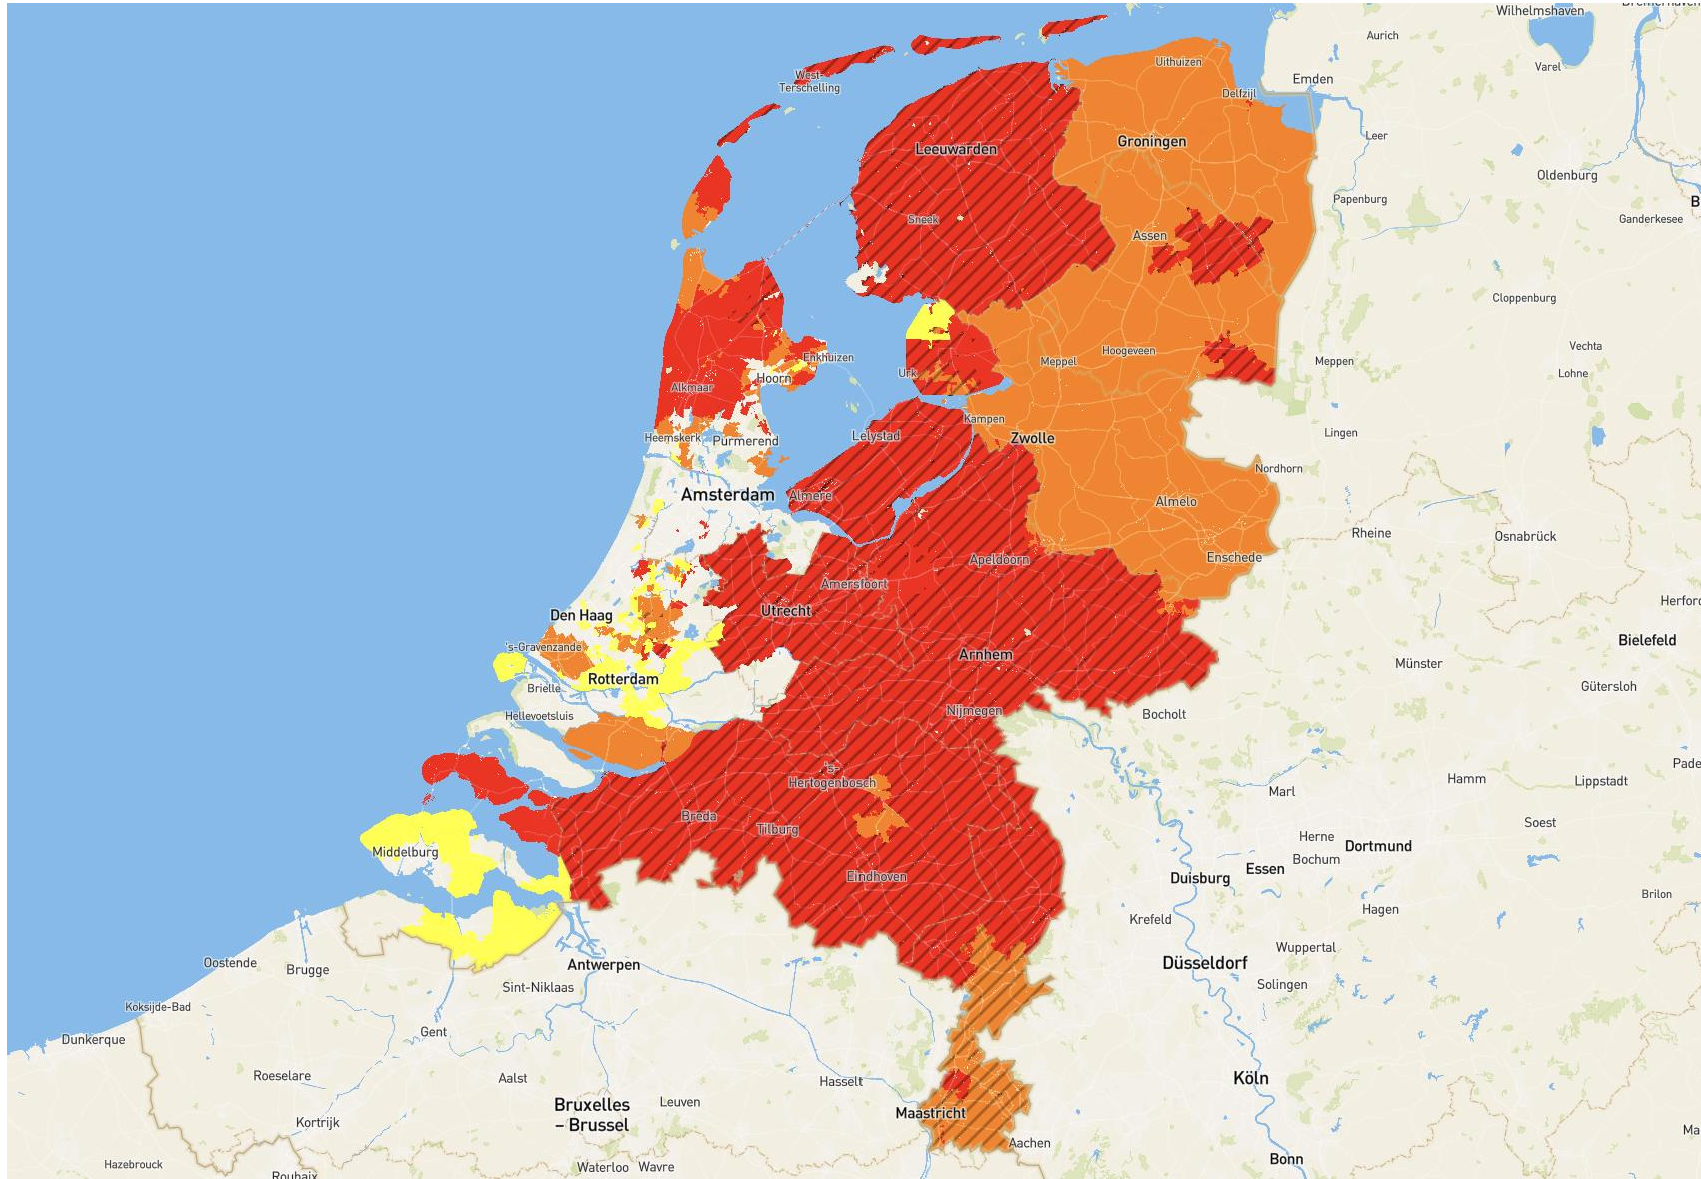 Wilhelmshaven
Bremerhaven
Aurich
Uithuizen
Varel
West-
Terschelling
Emden
Delfzijl
Leer
Groningen
Leeuwarden
Oldenburg
Papenburg
B
Ganderkesee
Sneek
Assen
Cloppenburg
Vechta
Enkhuizen
Hoogeveen
Meppel
Meppen
Lohne
Urk
Hoorn
Alkmaar
Kampen
Lingen
Heemskerk
Purmerend
Lelystad
Zwolle
Nordhorn
Amsterdam
Almere
Almelo
Rheine
Osnabrück
Enschede
Apeldoorn
Amersfoort
Herford
Den Haag
Utrecht
Bielefeld
's-Gravenzande
Arnhem
Münster
Rotterdam
Brielle
Gütersloh
Hellevoetsluis
Nijmegen
Bocholt
's-
Hertogenbosch
Pade
Hamm
Lippstadt
Marl
Breda
Tilburg
Soest
Herne
Dortmund
Middelburg
Bochum
Essen
Eindhoven
Duisburg
Brilon
Hagen
Krefeld
Wuppertal
Oostende
Brugge
Antwerpen
Düsseldorf
Sint-Niklaas
Solingen
Koksijde-Bad
Gent
Dunkerque
Roeselare
Aalst
Hasselt
Köln
Bruxelles
– Brussel
Leuven
Maastricht
Kortrijk
Ma
Aachen
Hazebrouck
Waterloo
Wavre
Bonn
Roubaix